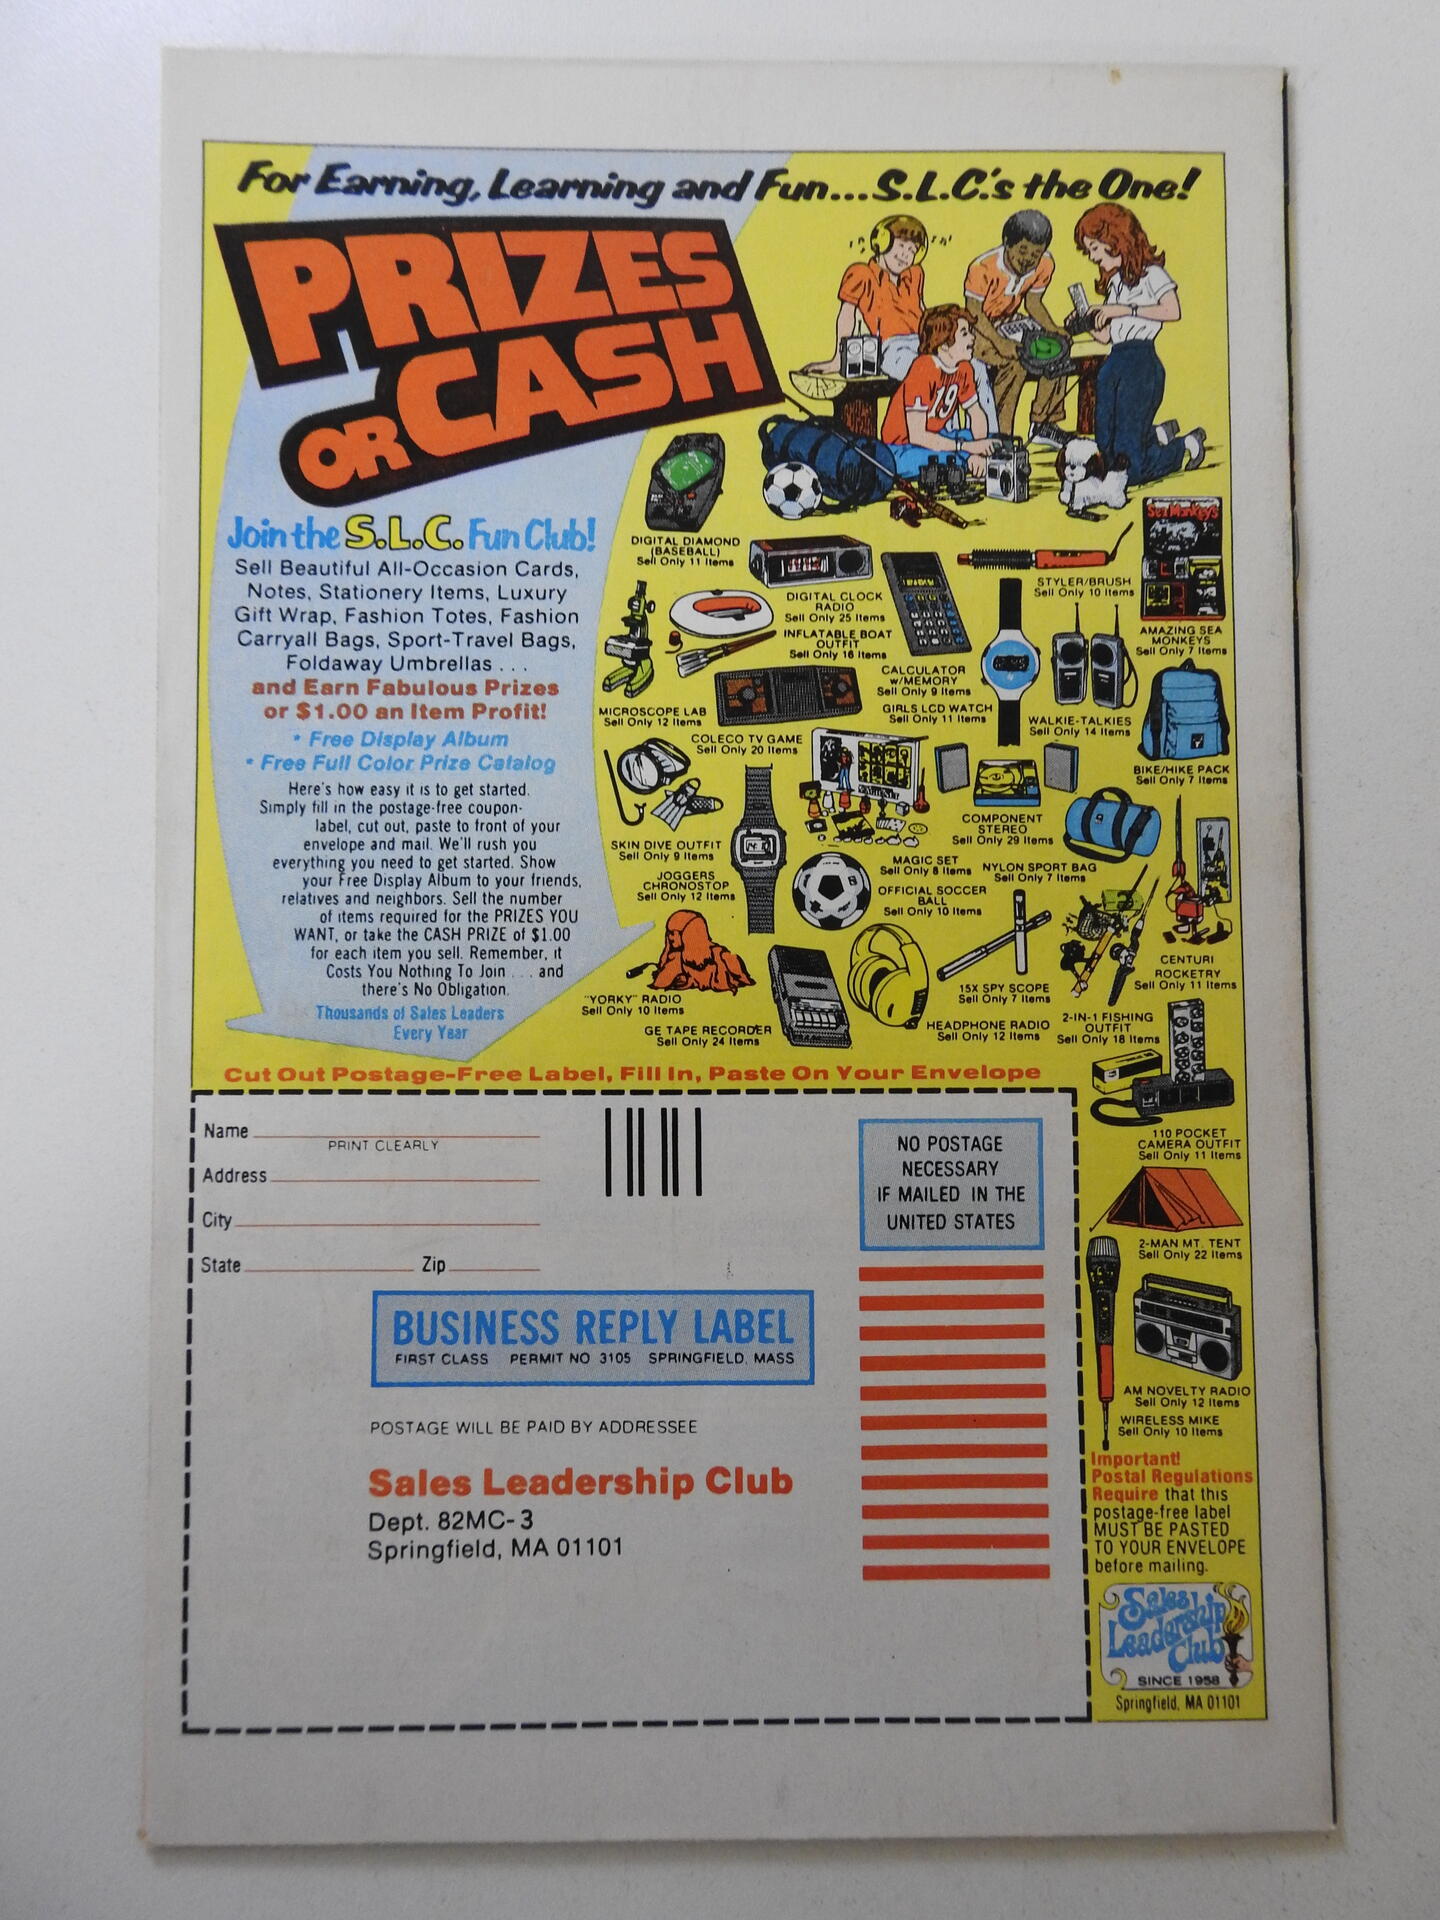 For Earning, Learning and Fun...S.L.C.'s the One!
PRIZES
OR CASH
19
Join the S.L.C. Fun Club!
Sell Beautiful All-Occasion Cards,
Notes, Stationery Items, Luxury
Gift Wrap, Fashion Totes, Fashion
Carryall Bags, Sport-Travel Bags,
Foldaway Umbrellas . . .
and Earn Fabulous Prizes
or $1.00 an Item Profit!
• Free Display Album
• Free Full Color Prize Catalog
Here's how easy it is to get started.
Simply fill in the postage-free coupon-
label, cut out, paste to front of your
envelope and mail. We'll rush you
everything you need to get started. Show
your Free Display Album to your friends,
relatives and neighbors. Sell the number
of items required for the PRIZES YOU
WANT, or take the CASH PRIZE of $1.00
for each item you sell. Remember, it
Costs You Nothing To Join . . . and
there's No Obligation.
Thousands of Sales Leaders
Every Year
DIGITAL DIAMOND
(BASEBALL)
Sell Only 11 Items
DIGITAL CLOCK
RADIO
Sell Only 25 Items
STYLER/BRUSH
Sell Only 10 Items
Sea Monkeys
AMAZING SEA
MONKEYS
Sell Only 7 Items
INFLATABLE BOAT
OUTFIT
Sell Only 16 Items
CALCULATOR
w/MEMORY
Sell Only 9 Items
MICROSCOPE LAB
Sell Only 12 Items
GIRLS LCD WATCH
Sell Only 11 Items
WALKIE-TALKIES
Sell Only 14 Items
COLECO TV GAME
Sell Only 20 Items
BIKE/HIKE PACK
Sell Only 7 Items
SKIN DIVE OUTFIT
Sell Only 9 Items
COMPONENT
STEREO
Sell Only 29 Items
MAGIC SET
Sell Only 8 Items
NYLON SPORT BAG
Sell Only 7 Items
JOGGERS
CHRONOSTOP
Sell Only 12 Items
OFFICIAL SOCCER
BALL
Sell Only 10 Items
CENTURI
ROCKETRY
Sell Only 11 Items
"YORKY" RADIO
Sell Only 10 Items
15X SPY SCOPE
Sell Only 7 Items
GE TAPE RECORDER
Sell Only 24 Items
HEADPHONE RADIO
Sell Only 12 Items
2-IN-1 FISHING
OUTFIT
Sell Only 18 Items
110 POCKET
CAMERA OUTFIT
Sell Only 11 Items
2-MAN MT. TENT
Sell Only 22 Items
AM NOVELTY RADIO
Sell Only 12 Items
WIRELESS MIKE
Sell Only 10 Items
Important!
Postal Regulations
Require that this
postage-free label
MUST BE PASTED
TO YOUR ENVELOPE
before mailing.
Sales
Leadership
Club
SINCE 1958
Springfield, MA 01101
Cut Out Postage-Free Label, Fill In, Paste On Your Envelope
Name
PRINT CLEARLY
Address
City
State Zip
NO POSTAGE
NECESSARY
IF MAILED IN THE
UNITED STATES
BUSINESS REPLY LABEL
FIRST CLASS PERMIT NO 3105 SPRINGFIELD, MASS
POSTAGE WILL BE PAID BY ADDRESSEE
Sales Leadership Club
Dept. 82MC-3
Springfield, MA 01101